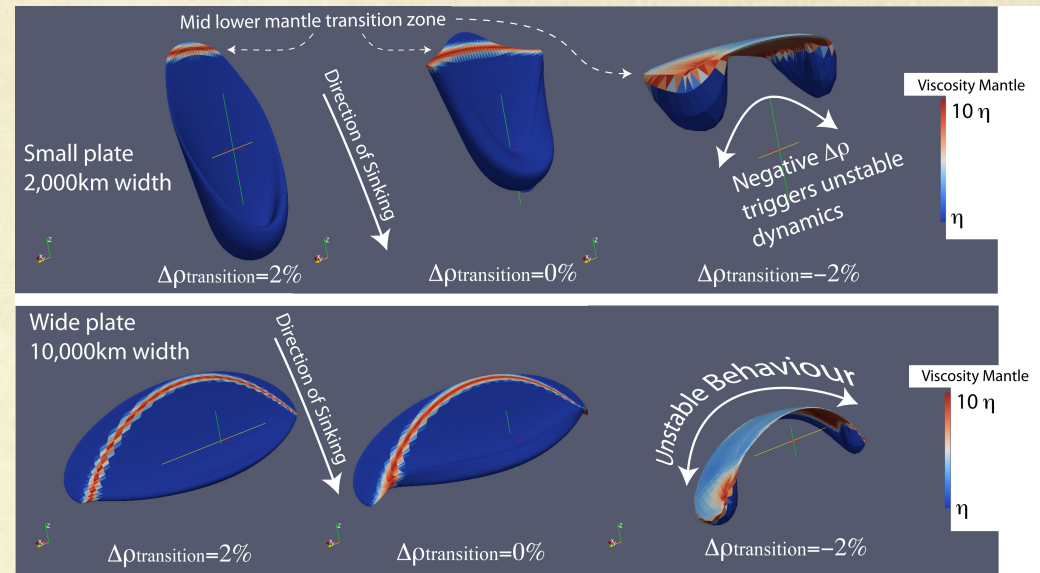 Mid lower mantle transition zone
Direction of Sinking
Small plate
2,000km width
Negative Δρ
triggers unstable
dynamics
Viscosity Mantle
10 η
η
Δρtransition=2%
Δρtransition=0%
Δρtransition=−2%
Wide plate
10,000km width
Direction of Sinking
Unstable Behaviour
Viscosity Mantle
10 η
η
Δρtransition=2%
Δρtransition=0%
Δρtransition=−2%